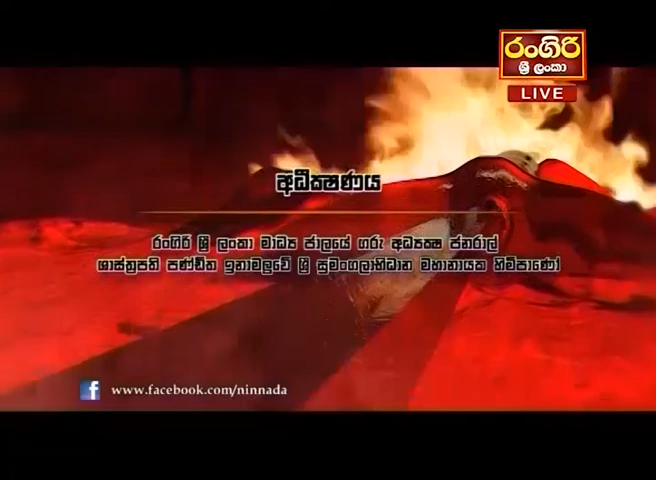 රංගිරි
ශ්‍රී ලංකා
LIVE
අධීක්ෂණය
රංගිරි ශ්‍රී ලංකා මාධ්‍ය ජාලයේ ගරු අධ්‍යක්ෂ ජනරාල්
ශාස්ත්‍රපති පණ්ඩිත ඉනාමලුවේ ශ්‍රී සුමංගලාභිධාන මහානායක හිමිපාණෝ
www.facebook.com/ninnada